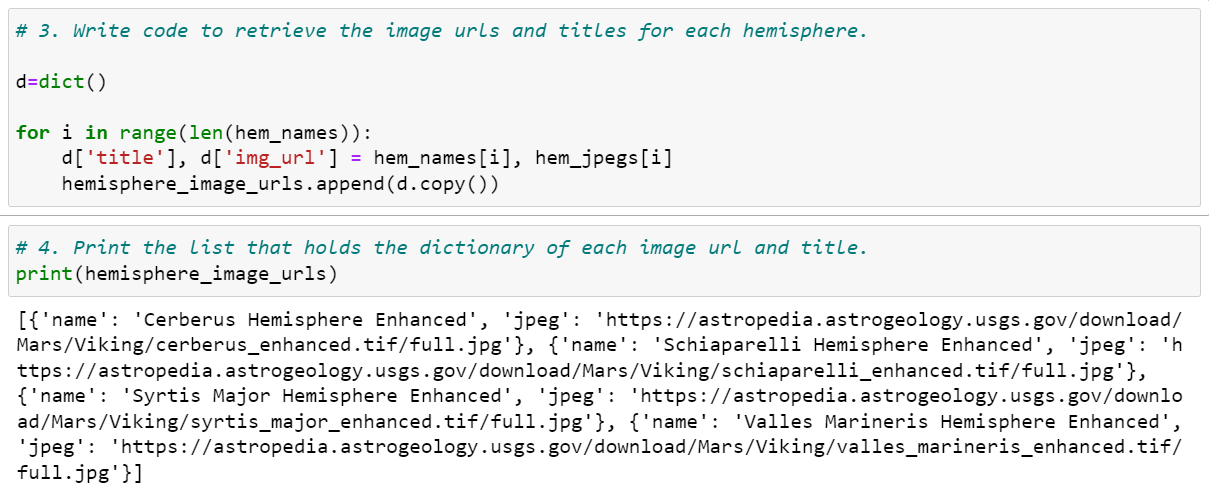 # 3. Write code to retrieve the image urls and titles for each hemisphere.
d=dict()
for i in range(len(hem_names)):
    d['title'], d['img_url'] = hem_names[i], hem_jpegs[i]
    hemisphere_image_urls.append(d.copy())
# 4. Print the list that holds the dictionary of each image url and title.
print(hemisphere_image_urls)
[{'name': 'Cerberus Hemisphere Enhanced', 'jpeg': 'https://astropedia.astrogeology.usgs.gov/download/
Mars/Viking/cerberus_enhanced.tif/full.jpg'}, {'name': 'Schiaparelli Hemisphere Enhanced', 'jpeg': 'h
ttps://astropedia.astrogeology.usgs.gov/download/Mars/Viking/schiaparelli_enhanced.tif/full.jpg'},
{'name': 'Syrtis Major Hemisphere Enhanced', 'jpeg': 'https://astropedia.astrogeology.usgs.gov/downlo
ad/Mars/Viking/syrtis_major_enhanced.tif/full.jpg'}, {'name': 'Valles Marineris Hemisphere Enhanced',
'jpeg': 'https://astropedia.astrogeology.usgs.gov/download/Mars/Viking/valles_marineris_enhanced.tif/
full.jpg'}]